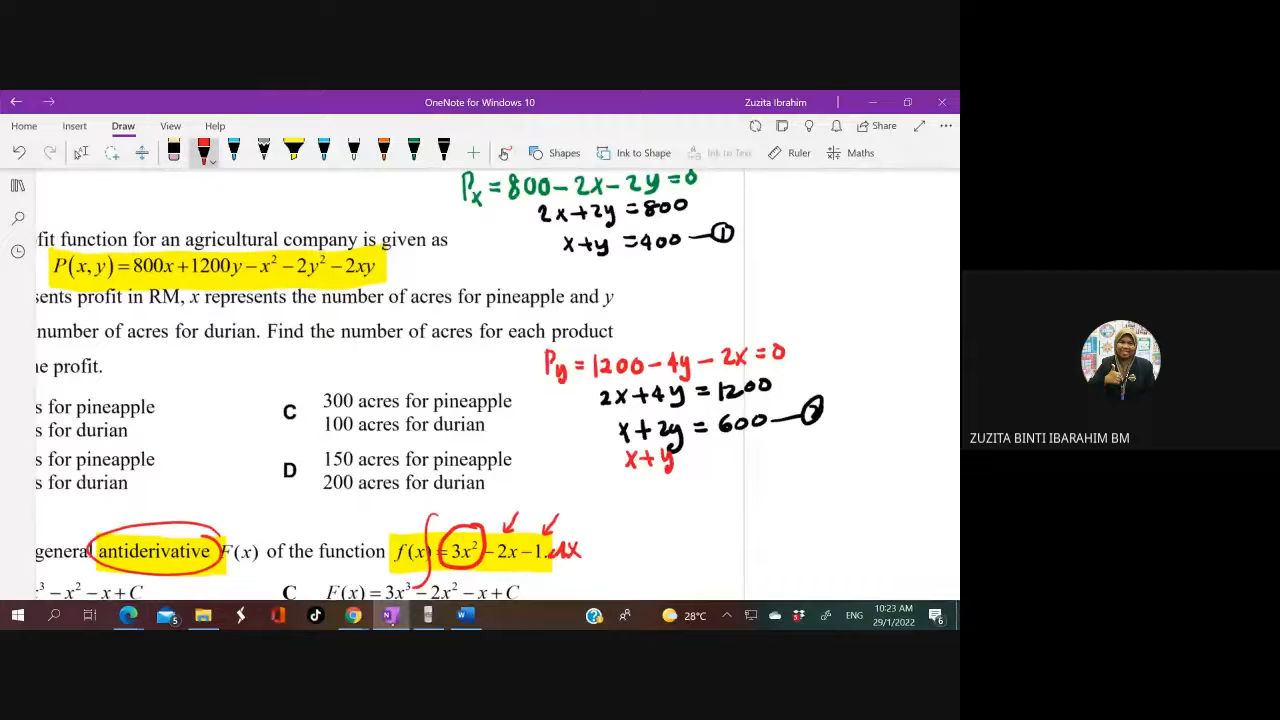 OneNote for Windows 10
Zuzita Ibrahim
Home Insert Draw View Help
Share
Shapes Ink to Shape Ink to Text Ruler Maths
Px = 800 - 2x - 2y = 0
2x + 2y = 800
x + y = 400 — ①
ofit function for an agricultural company is given as
P(x, y) = 800x + 1200y − x² − 2y² − 2xy
sents profit in RM, x represents the number of acres for pineapple and y
number of acres for durian. Find the number of acres for each product
ne profit.
Py = 1200 - 4y - 2x = 0
2x + 4y = 1200
x + 2y = 600 — ②
x + y
s for pineapple
s for durian
C 300 acres for pineapple
100 acres for durian
s for pineapple
s for durian
D 150 acres for pineapple
200 acres for durian
general antiderivative F(x) of the function f(x) = 3x² − 2x − 1. dx
x³ − x² − x + C
C F(x) = 3x³ − 2x² − x + C
ZUZITA BINTI IBARAHIM BM
28°C
ENG
10:23 AM
29/1/2022
6
5